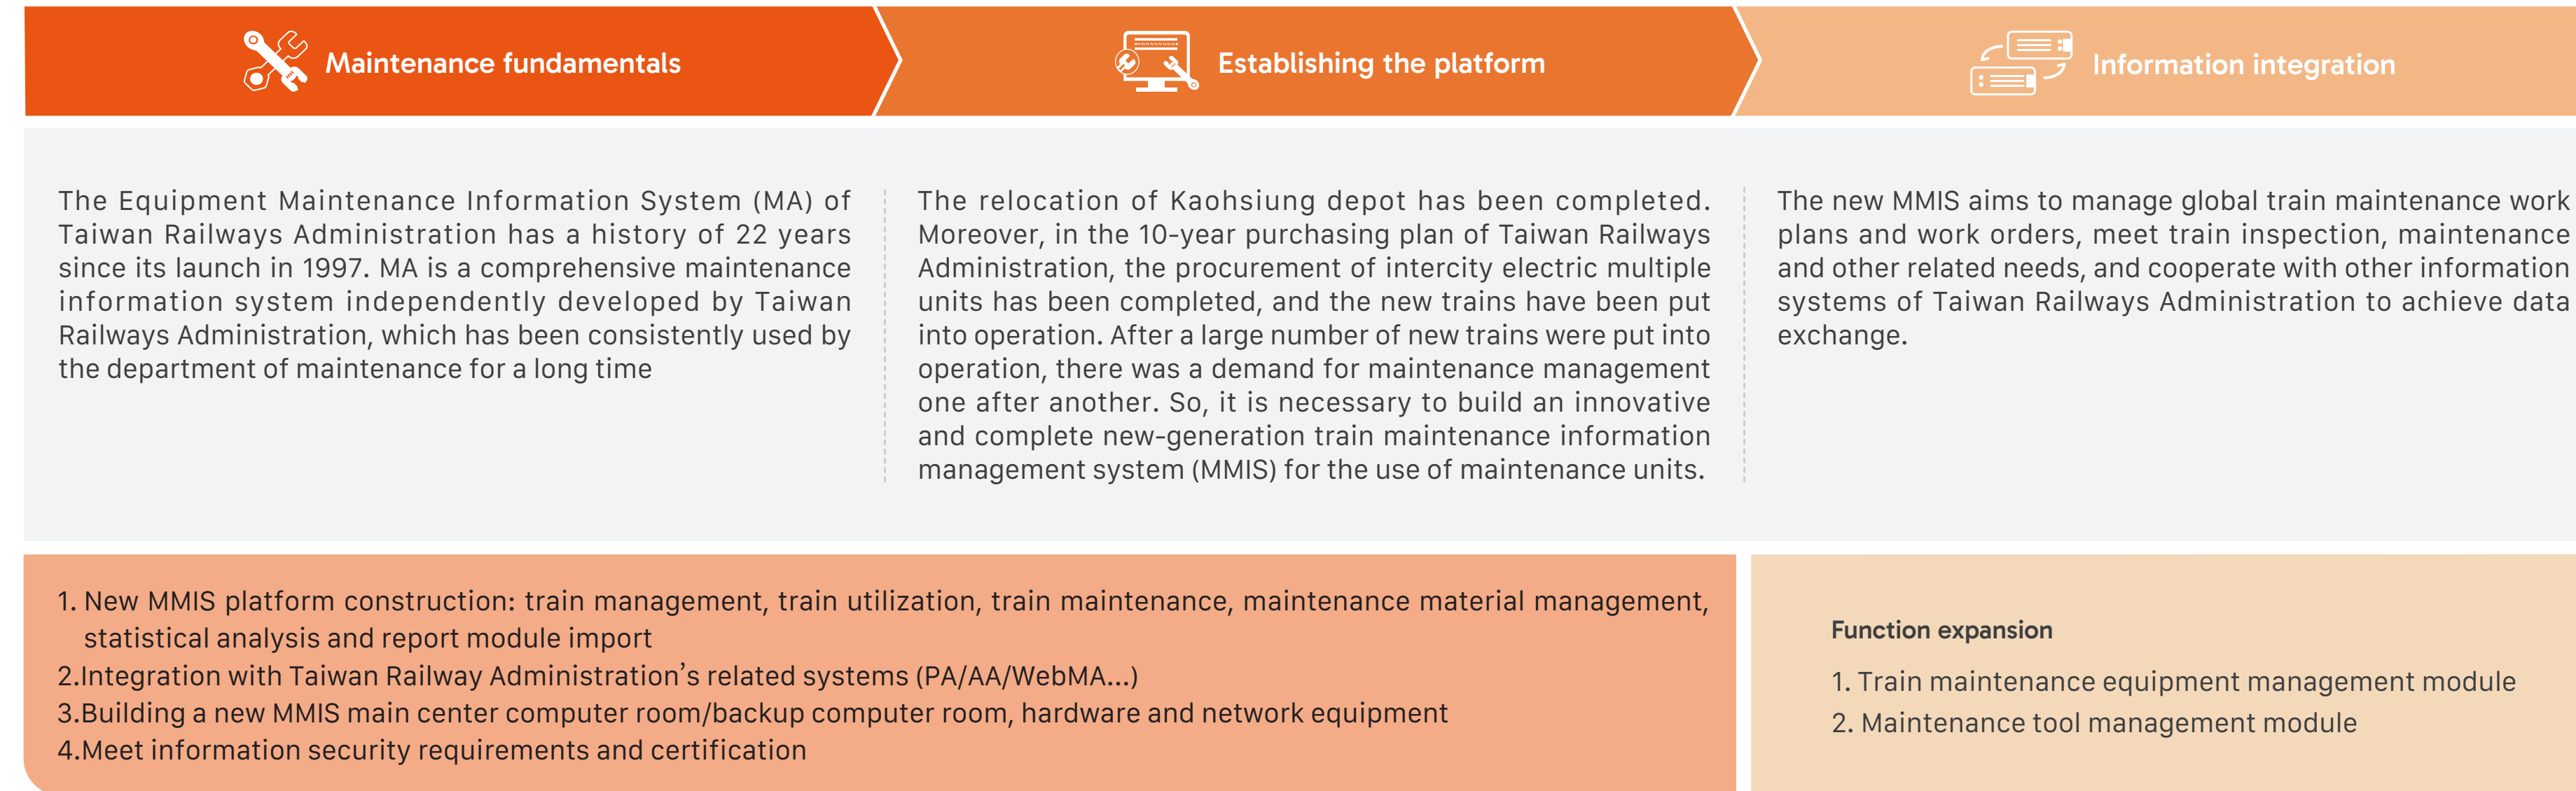 Maintenance fundamentals
Establishing the platform
Information integration
The Equipment Maintenance Information System (MA) of
Taiwan Railways Administration has a history of 22 years
since its launch in 1997. MA is a comprehensive maintenance
information system independently developed by Taiwan
Railways Administration, which has been consistently used by
the department of maintenance for a long time
The relocation of Kaohsiung depot has been completed.
Moreover, in the 10-year purchasing plan of Taiwan Railways
Administration, the procurement of intercity electric multiple
units has been completed, and the new trains have been put
into operation. After a large number of new trains were put into
operation, there was a demand for maintenance management
one after another. So, it is necessary to build an innovative
and complete new-generation train maintenance information
management system (MMIS) for the use of maintenance units.
The new MMIS aims to manage global train maintenance work
plans and work orders, meet train inspection, maintenance
and other related needs, and cooperate with other information
systems of Taiwan Railways Administration to achieve data
exchange.
1. New MMIS platform construction: train management, train utilization, train maintenance, maintenance material management,
statistical analysis and report module import
2.Integration with Taiwan Railway Administration's related systems (PA/AA/WebMA...)
3.Building a new MMIS main center computer room/backup computer room, hardware and network equipment
4.Meet information security requirements and certification
Function expansion
1. Train maintenance equipment management module
2. Maintenance tool management module